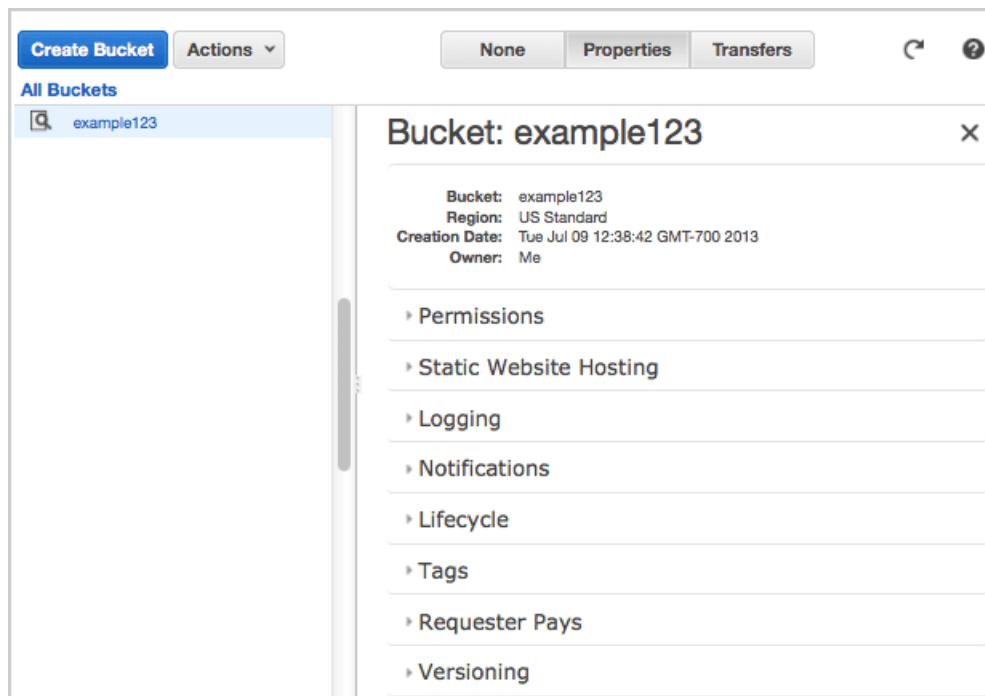 Create Bucket Actions None Properties Transfers
All Buckets
example123
Bucket: example123
Bucket: example123
Region: US Standard
Creation Date: Tue Jul 09 12:38:42 GMT-700 2013
Owner: Me
Permissions
Static Website Hosting
Logging
Notifications
Lifecycle
Tags
Requester Pays
Versioning